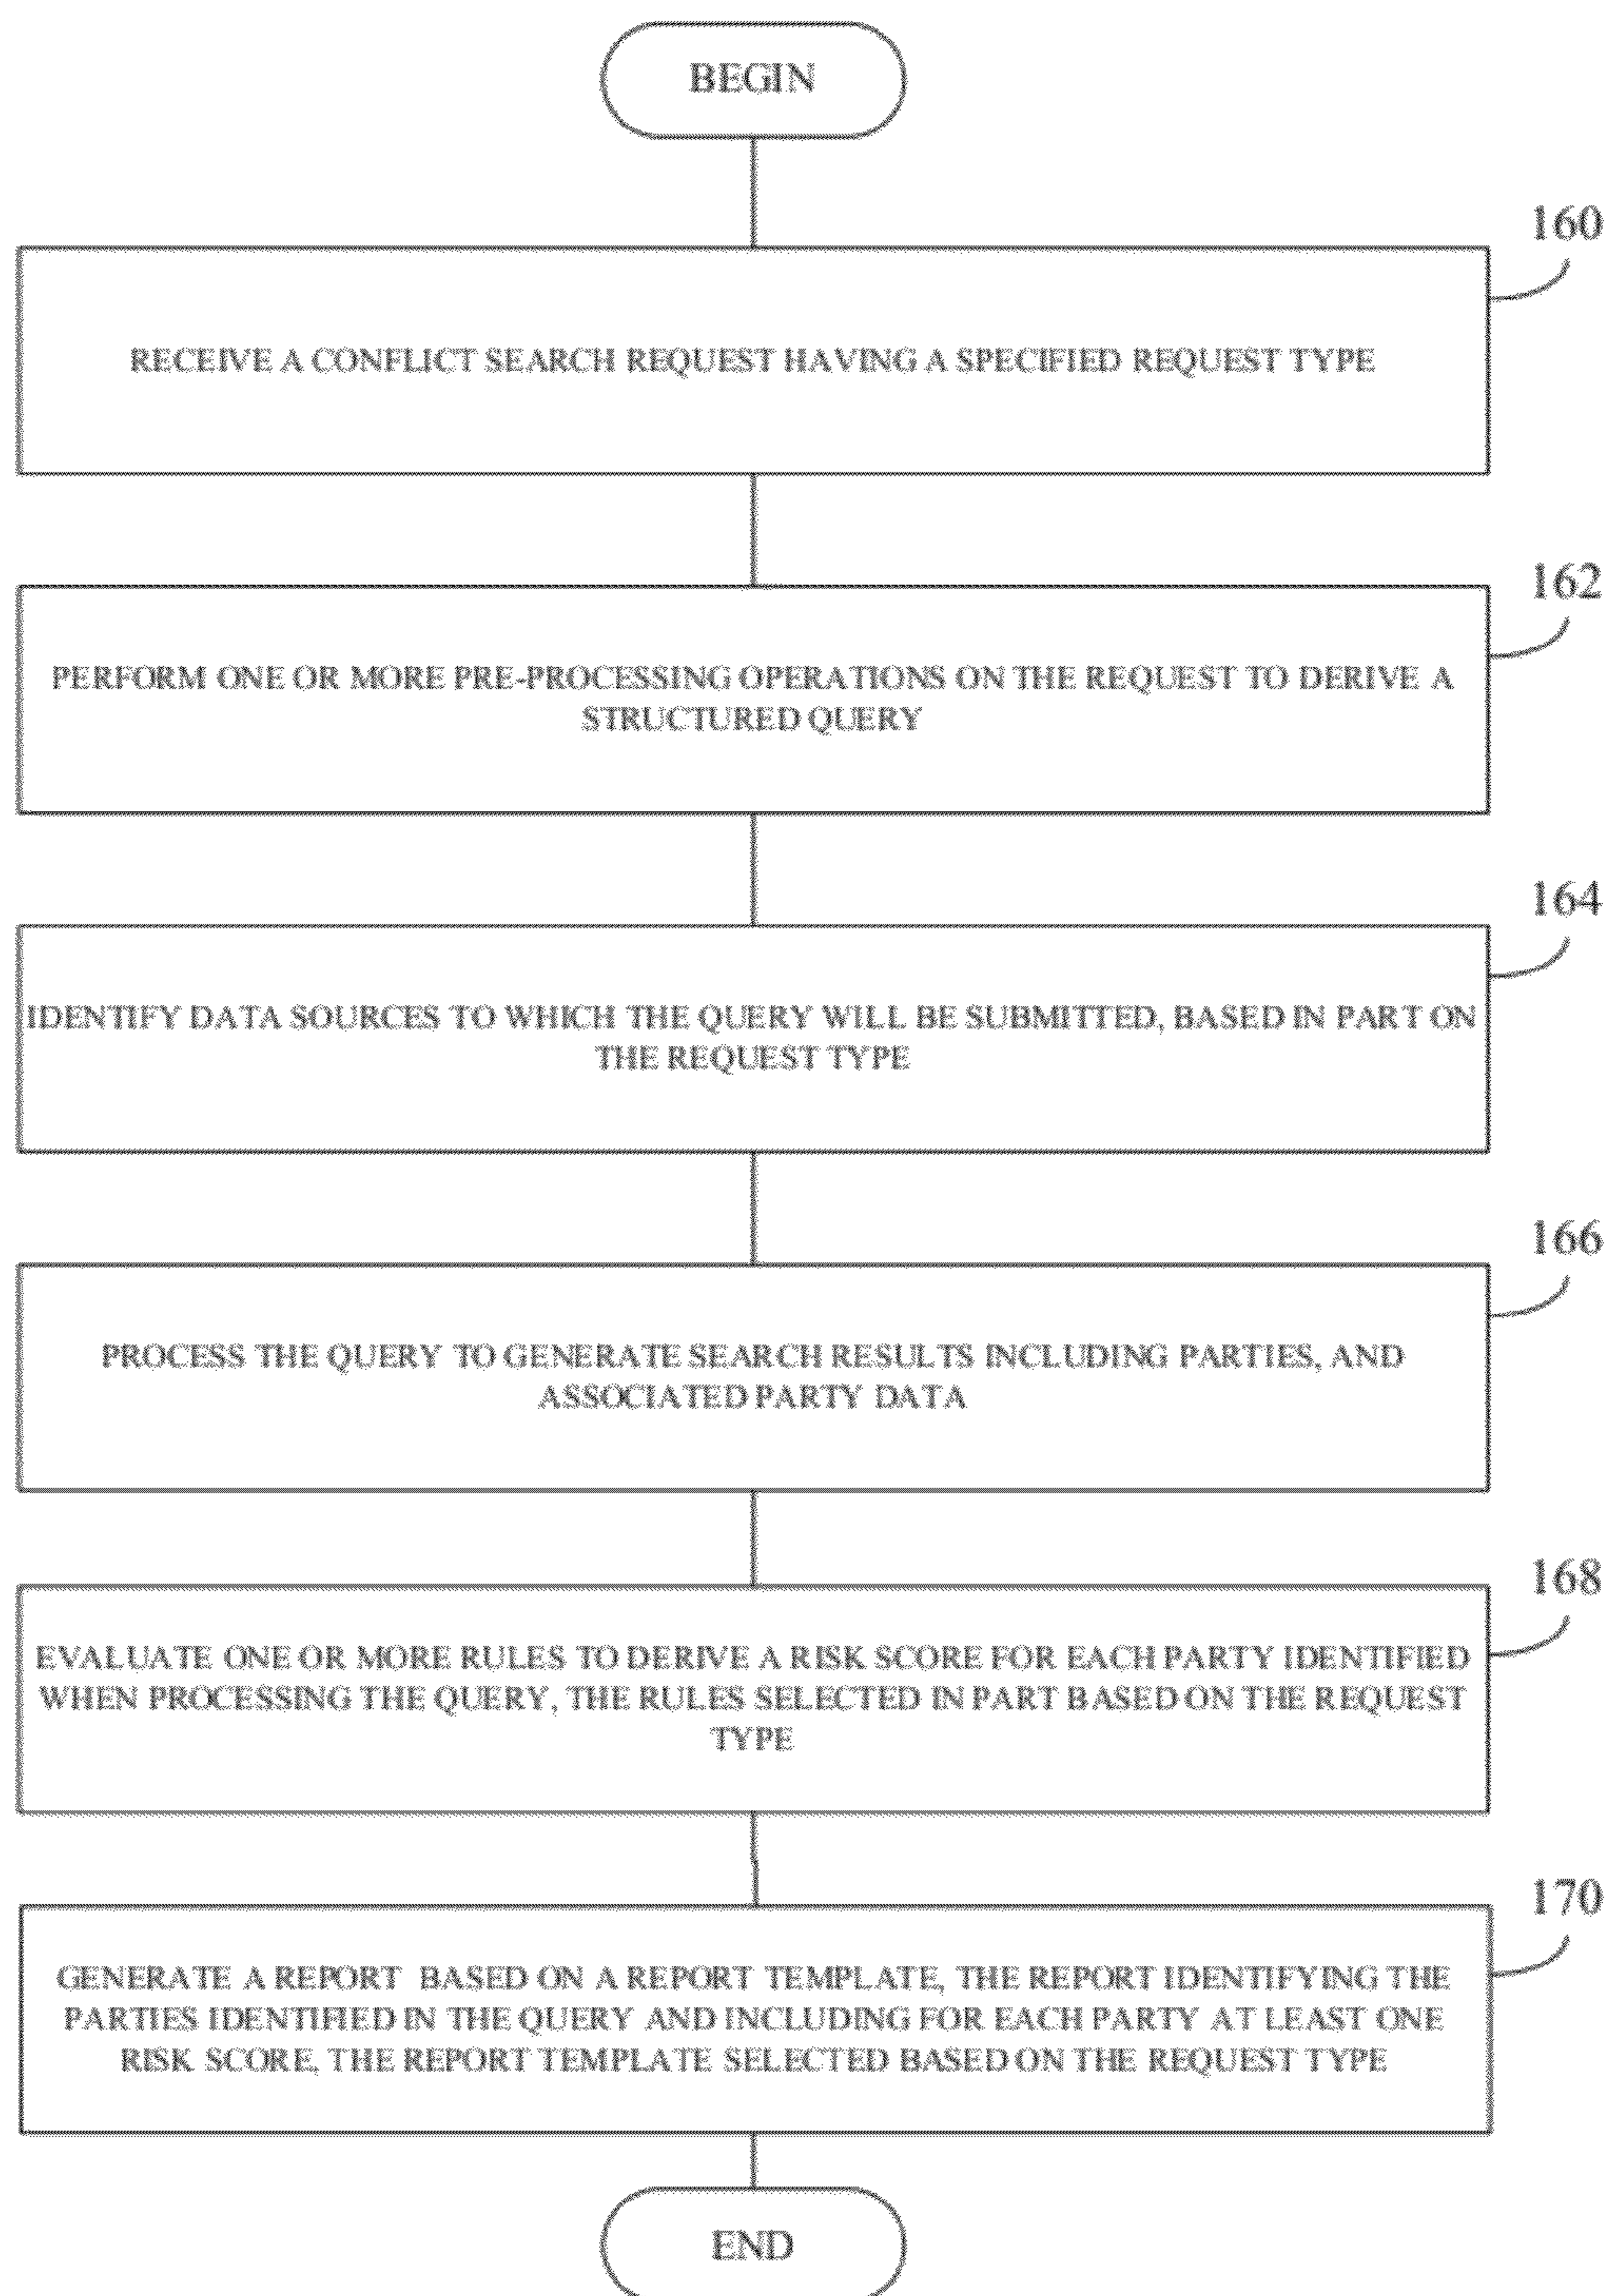 BEGIN
160
RECEIVE A CONFLICT SEARCH REQUEST HAVING A SPECIFIED REQUEST TYPE
162
PERFORM ONE OR MORE PRE-PROCESSING OPERATIONS ON THE REQUEST TO DERIVE A
STRUCTURED QUERY
164
IDENTIFY DATA SOURCES TO WHICH THE QUERY WILL BE SUBMITTED, BASED IN PART ON
THE REQUEST TYPE
166
PROCESS THE QUERY TO GENERATE SEARCH RESULTS INCLUDING PARTIES, AND
ASSOCIATED PARTY DATA
168
EVALUATE ONE OR MORE RULES TO DERIVE A RISK SCORE FOR EACH PARTY IDENTIFIED
WHEN PROCESSING THE QUERY, THE RULES SELECTED IN PART BASED ON THE REQUEST
TYPE
170
GENERATE A REPORT BASED ON A REPORT TEMPLATE, THE REPORT IDENTIFYING THE
PARTIES IDENTIFIED IN THE QUERY AND INCLUDING FOR EACH PARTY AT LEAST ONE
RISK SCORE, THE REPORT TEMPLATE SELECTED BASED ON THE REQUEST TYPE
END